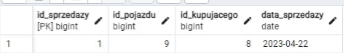 id_sprzedazy id_pojazdu id_kupujacego data_sprzedazy
[PK] bigint bigint bigint date
1 1 9 8 2023-04-22